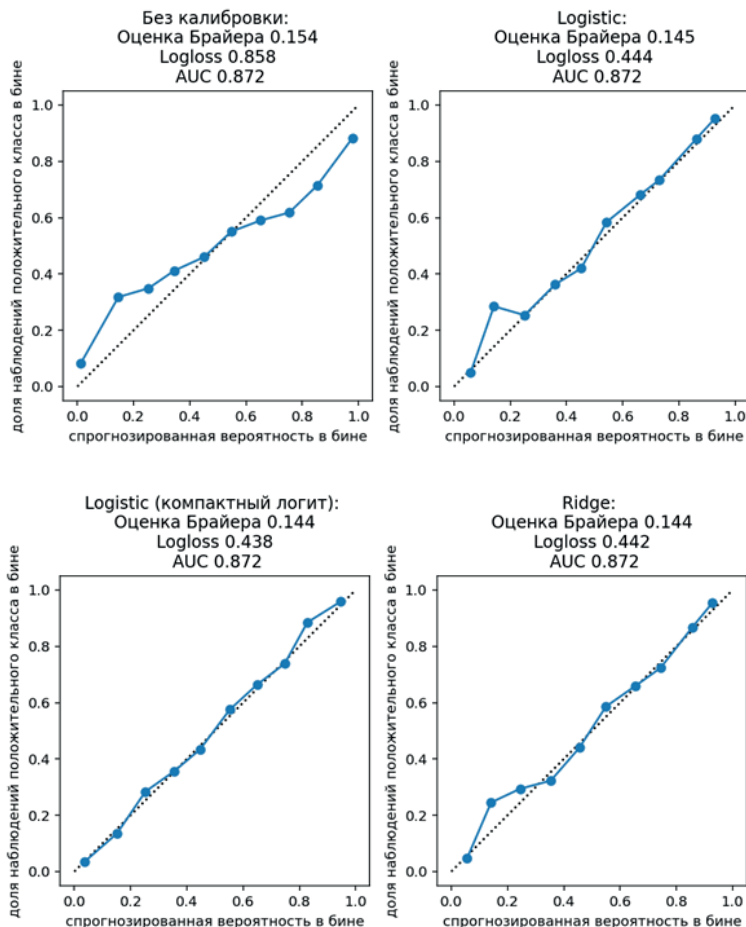 Без калибровки:
Оценка Брайера 0.154
Logloss 0.858
AUC 0.872
доля наблюдений положительного класса в бине
1.0
0.8
0.6
0.4
0.2
0.0
0.0 0.2 0.4 0.6 0.8 1.0
спрогнозированная вероятность в бине
Logistic:
Оценка Брайера 0.145
Logloss 0.444
AUC 0.872
доля наблюдений положительного класса в бине
1.0
0.8
0.6
0.4
0.2
0.0
0.0 0.2 0.4 0.6 0.8 1.0
спрогнозированная вероятность в бине
Logistic (компактный логит):
Оценка Брайера 0.144
Logloss 0.438
AUC 0.872
доля наблюдений положительного класса в бине
1.0
0.8
0.6
0.4
0.2
0.0
0.0 0.2 0.4 0.6 0.8 1.0
спрогнозированная вероятность в бине
Ridge:
Оценка Брайера 0.144
Logloss 0.442
AUC 0.872
доля наблюдений положительного класса в бине
1.0
0.8
0.6
0.4
0.2
0.0
0.0 0.2 0.4 0.6 0.8 1.0
спрогнозированная вероятность в бине